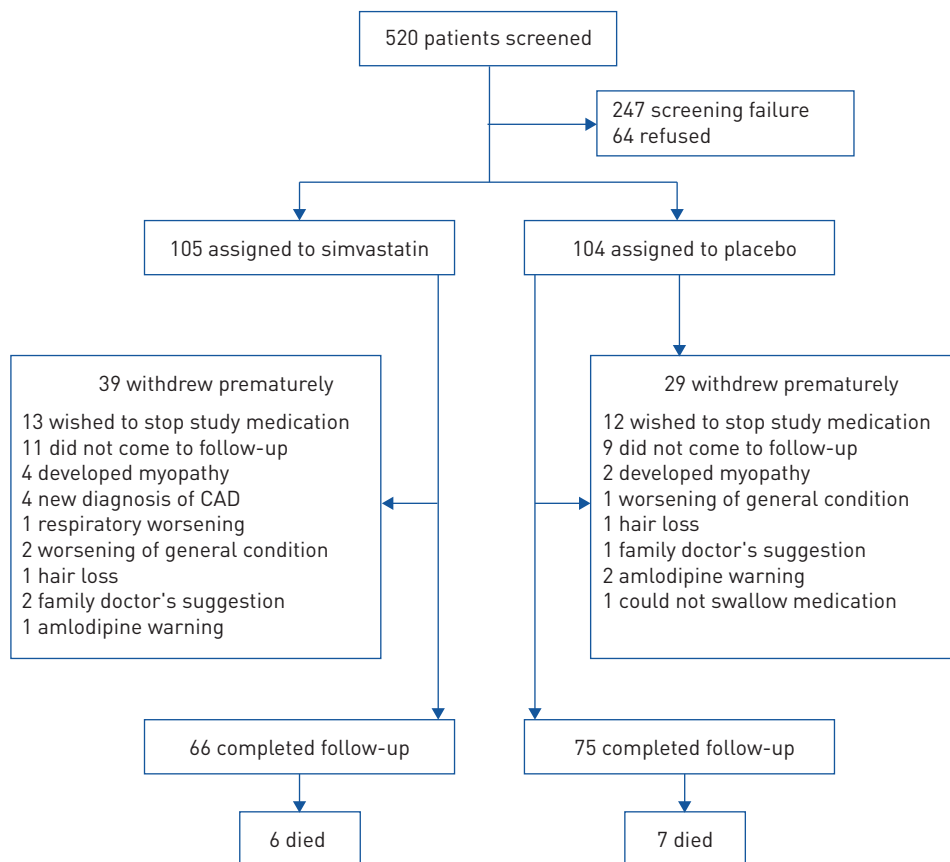 520 patients screened
247 screening failure
64 refused
105 assigned to simvastatin
104 assigned to placebo
39 withdrew prematurely
13 wished to stop study medication
11 did not come to follow-up
4 developed myopathy
4 new diagnosis of CAD
1 respiratory worsening
2 worsening of general condition
1 hair loss
2 family doctor's suggestion
1 amlodipine warning
29 withdrew prematurely
12 wished to stop study medication
9 did not come to follow-up
2 developed myopathy
1 worsening of general condition
1 hair loss
1 family doctor's suggestion
2 amlodipine warning
1 could not swallow medication
66 completed follow-up
75 completed follow-up
6 died
7 died